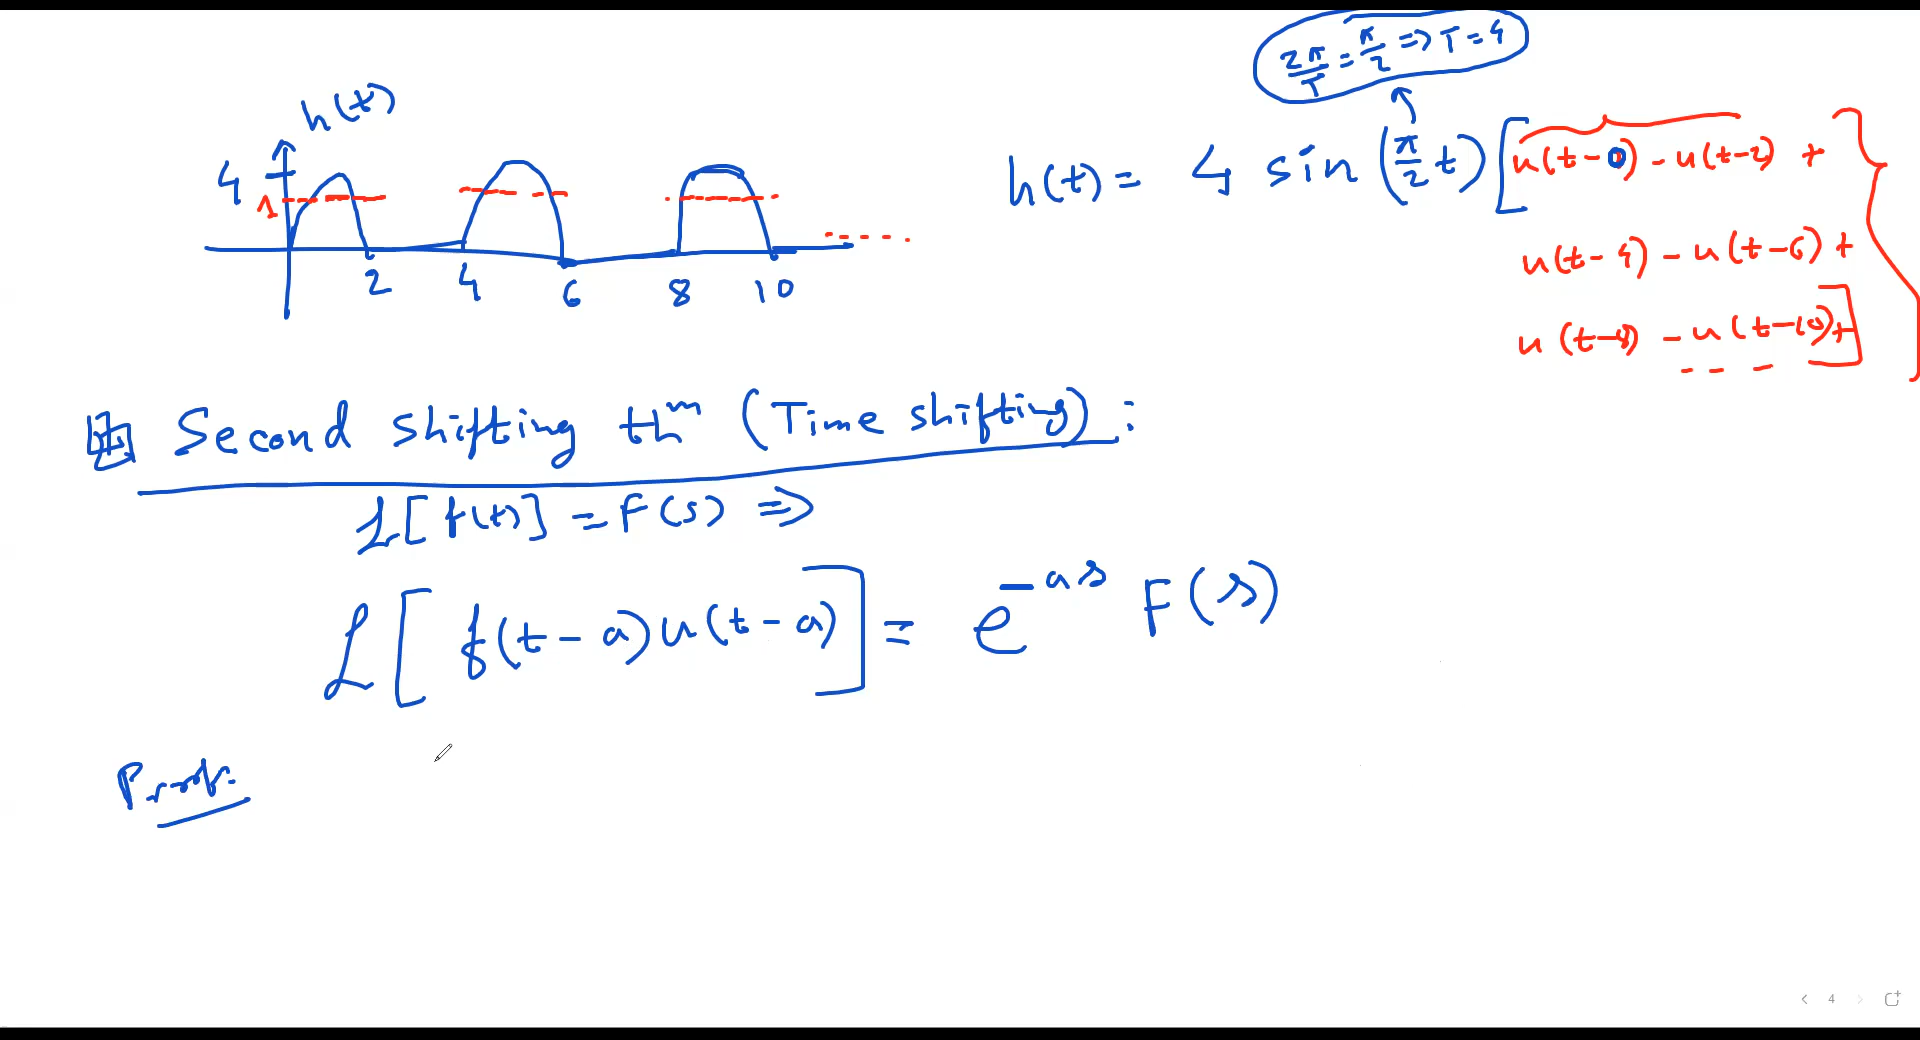 2π/T = π/2 => T = 4
h(t)
4
1
2 4 6 8 10
h(t) = 4 sin(π/2 t) [u(t-0) - u(t-2) +
u(t-4) - u(t-6) +
u(t-8) - u(t-10) + ---]
Second shifting thm (Time shifting):
L[f(t)] = F(s) =>
L[f(t-a)u(t-a)] = e^-as F(s)
Proof:
4